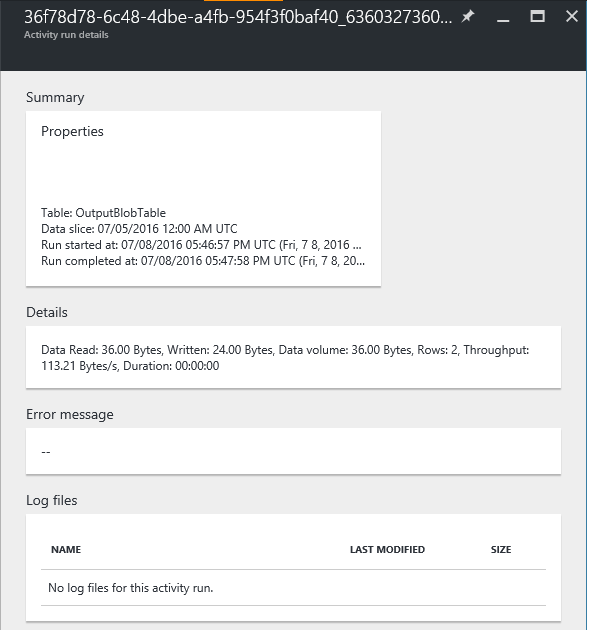 36f78d78-6c48-4dbe-a4fb-954f3f0baf40_6360327360...
Activity run details
Summary
Properties
Table: OutputBlobTable
Data slice: 07/05/2016 12:00 AM UTC
Run started at: 07/08/2016 05:46:57 PM UTC (Fri, 7 8, 2016 ...
Run completed at: 07/08/2016 05:47:58 PM UTC (Fri, 7 8, 20...
Details
Data Read: 36.00 Bytes, Written: 24.00 Bytes, Data volume: 36.00 Bytes, Rows: 2, Throughput:
113.21 Bytes/s, Duration: 00:00:00
Error message
--
Log files
NAME LAST MODIFIED SIZE
No log files for this activity run.